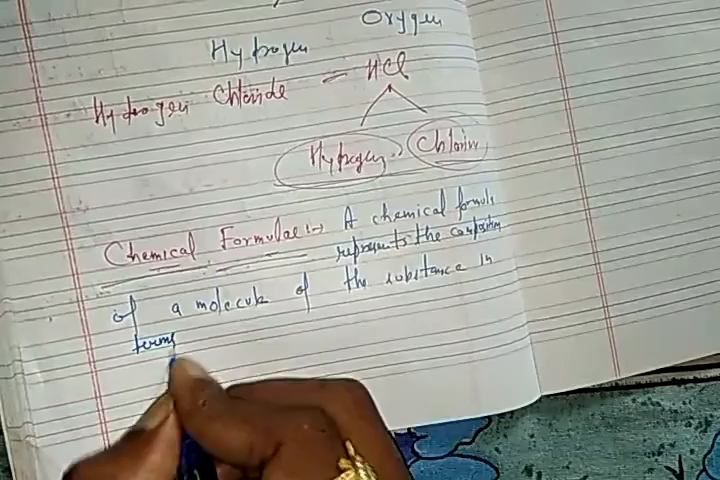 Oxygen
Hydrogen
Hydrogen Chloride = HCl
Hydrogen Chlorine
Chemical Formulae :→ A chemical formula
represents the composition
of a molecule of the substance in
terms